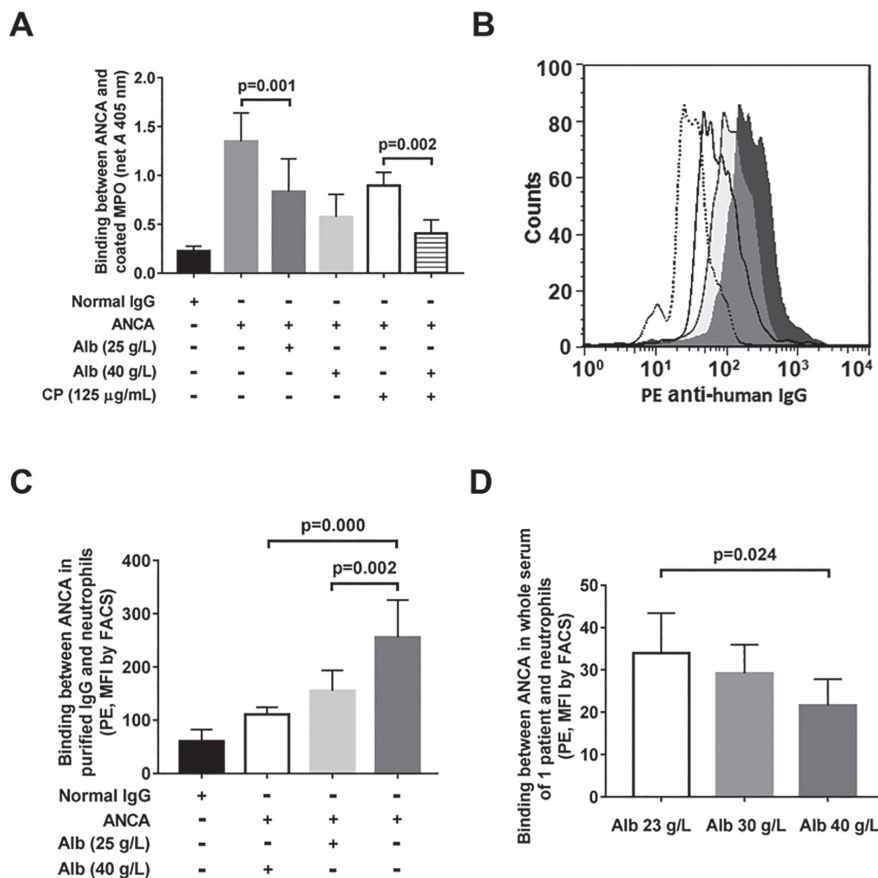 A
Binding between ANCA and
coated MPO (net A 405 nm)
2.0
1.5
1.0
0.5
0.0
p=0.001
p=0.002
Normal IgG + - - - - -
ANCA - + + + + +
Alb (25 g/L) - - + - - -
Alb (40 g/L) - - - + - +
CP (125 µg/mL) - - - - + +
B
Counts
100
80
60
40
20
0
10⁰ 10¹ 10² 10³ 10⁴
PE anti-human IgG
C
Binding between ANCA in
purified IgG and neutrophils
(PE, MFI by FACS)
400
300
200
100
0
p=0.000
p=0.002
Normal IgG + - - -
ANCA - + + +
Alb (25 g/L) - - + -
Alb (40 g/L) - + - -
D
Binding between ANCA in whole serum
of 1 patient and neutrophils
(PE, MFI by FACS)
50
40
30
20
10
0
p=0.024
Alb 23 g/L Alb 30 g/L Alb 40 g/L